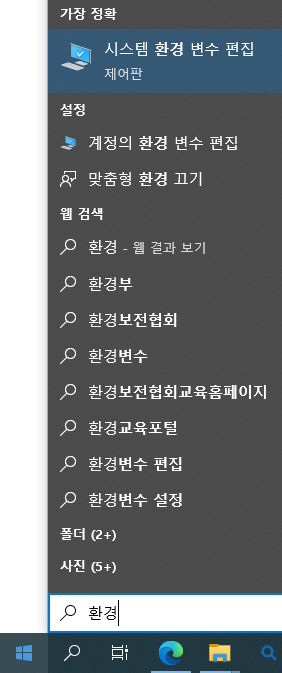 가장 정확
시스템 환경 변수 편집
제어판
설정
계정의 환경 변수 편집
맞춤형 환경 끄기
웹 검색
환경 - 웹 결과 보기
환경부
환경보전협회
환경변수
환경보전협회교육홈페이지
환경교육포털
환경변수 편집
환경변수 설정
폴더 (2+)
사진 (5+)
환경